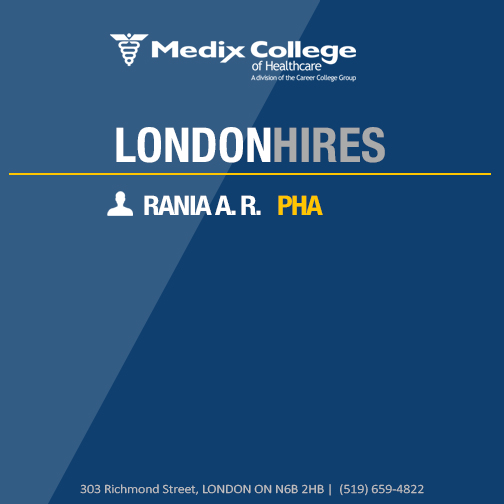 Medix College
of Healthcare
A division of the Career College Group
LONDONHIRES
RANIA A. R. PHA
303 Richmond Street, LONDON ON N6B 2HB | (519) 659-4822